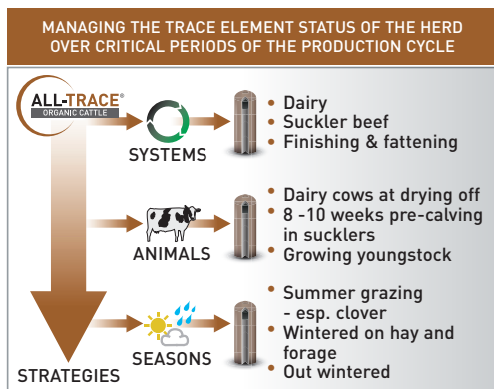 MANAGING THE TRACE ELEMENT STATUS OF THE HERD
OVER CRITICAL PERIODS OF THE PRODUCTION CYCLE
ALL-TRACE®
ORGANIC CATTLE
SYSTEMS
• Dairy
• Suckler beef
• Finishing & fattening
ANIMALS
• Dairy cows at drying off
• 8 -10 weeks pre-calving
in sucklers
• Growing youngstock
SEASONS
• Summer grazing
- esp. clover
• Wintered on hay and
forage
• Out wintered
STRATEGIES